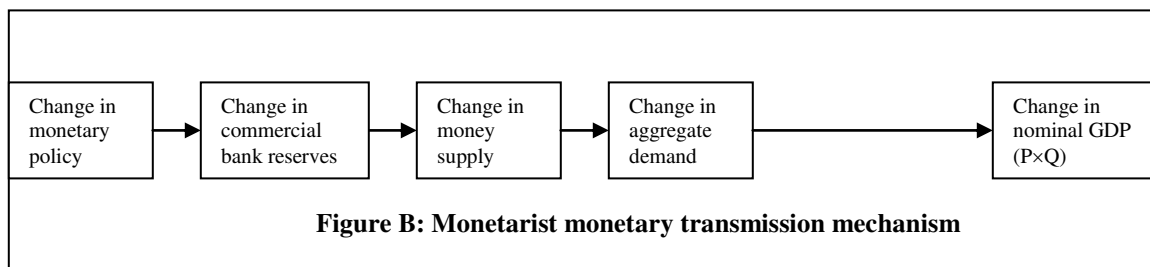 Change in
monetary
policy
Change in
commercial
bank reserves
Change in
money
supply
Change in
aggregate
demand
Change in
nominal GDP
(P×Q)
Figure B: Monetarist monetary transmission mechanism